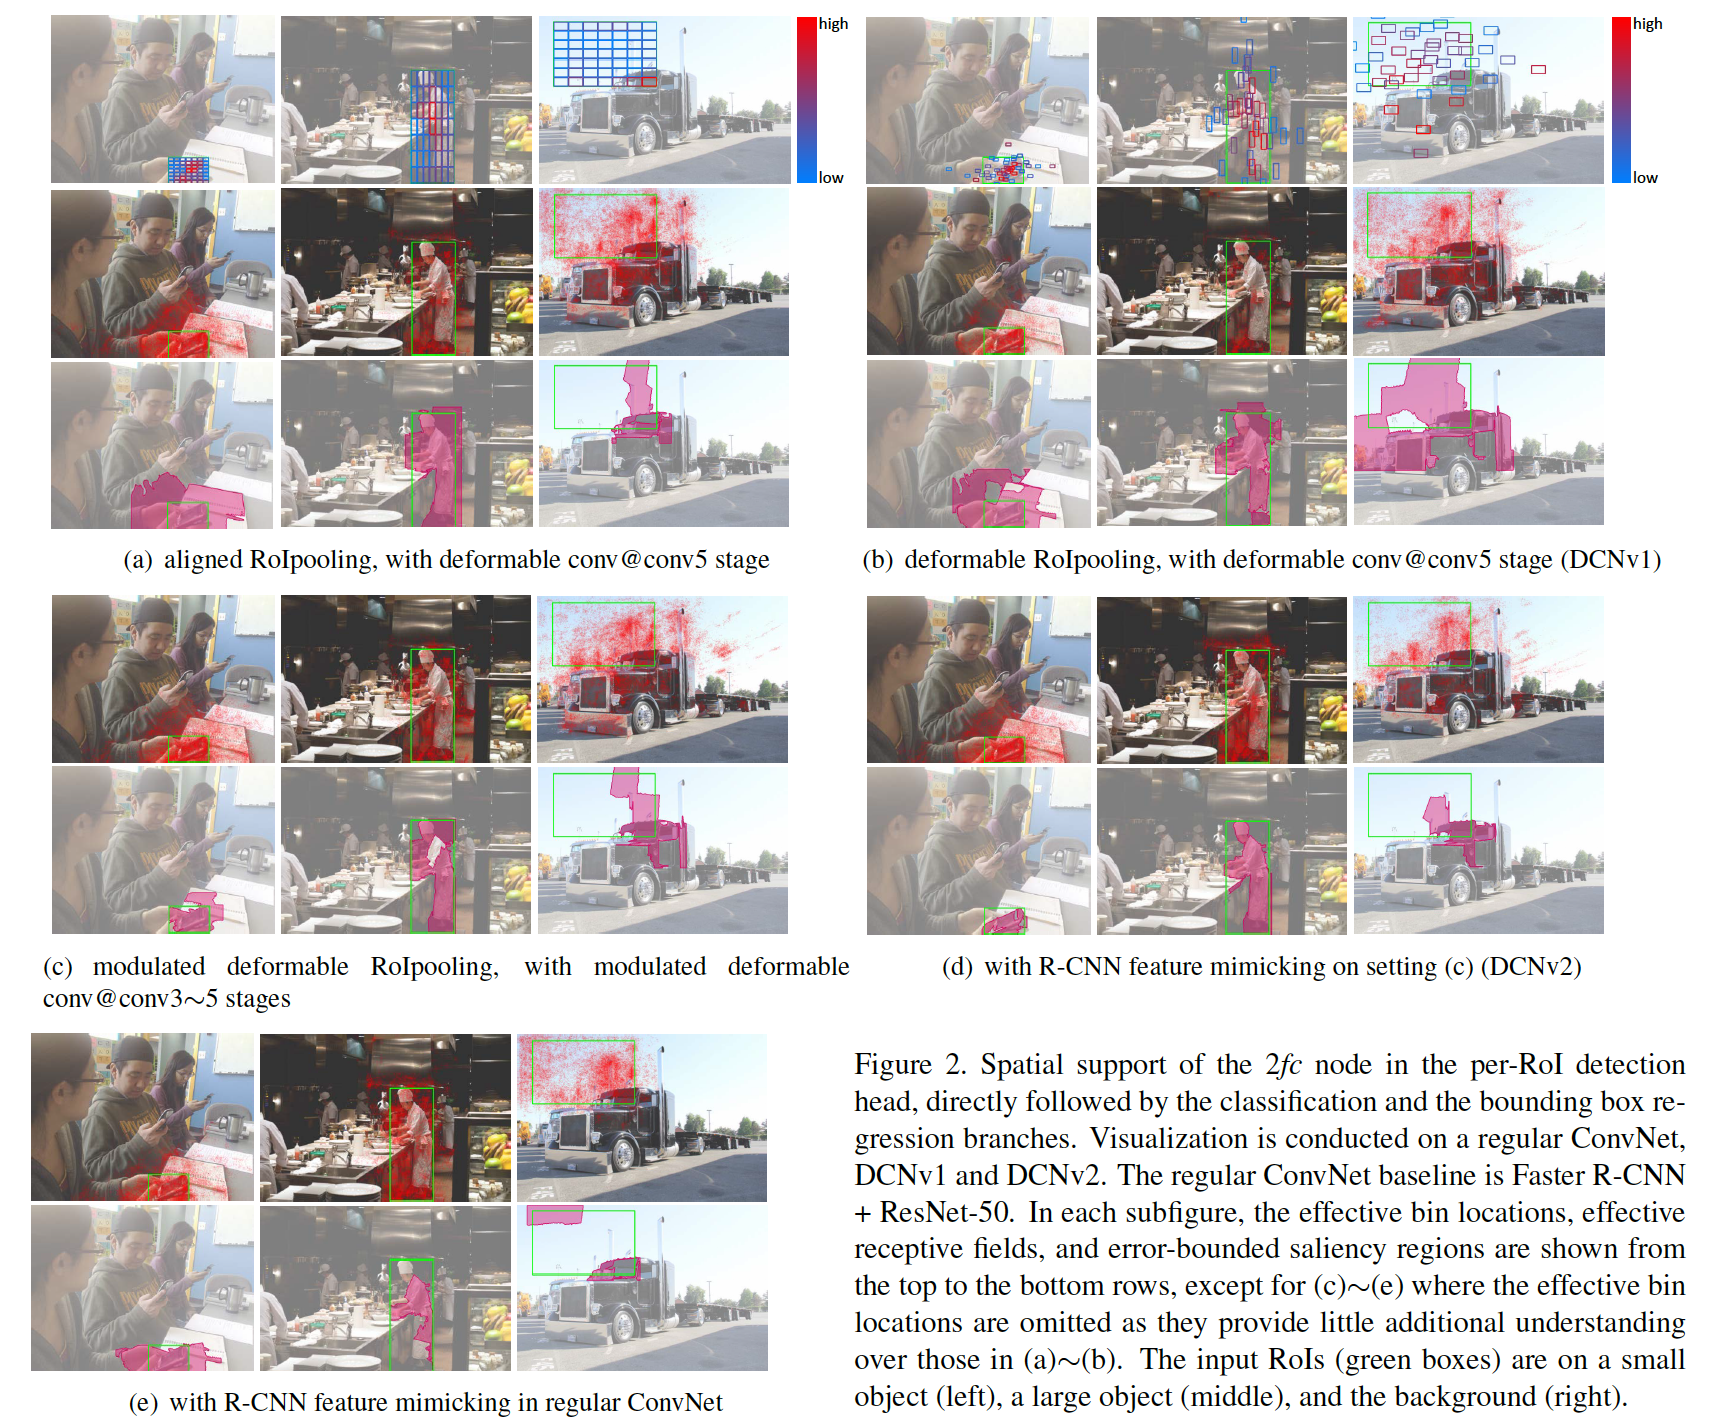 high
low
high
low
(a) aligned RoIpooling, with deformable conv@conv5 stage
(b) deformable RoIpooling, with deformable conv@conv5 stage (DCNv1)
(c) modulated deformable RoIpooling, with modulated deformable
conv@conv3∼5 stages
(d) with R-CNN feature mimicking on setting (c) (DCNv2)
(e) with R-CNN feature mimicking in regular ConvNet
Figure 2. Spatial support of the 2fc node in the per-RoI detection
head, directly followed by the classification and the bounding box re-
gression branches. Visualization is conducted on a regular ConvNet,
DCNv1 and DCNv2. The regular ConvNet baseline is Faster R-CNN
+ ResNet-50. In each subfigure, the effective bin locations, effective
receptive fields, and error-bounded saliency regions are shown from
the top to the bottom rows, except for (c)∼(e) where the effective bin
locations are omitted as they provide little additional understanding
over those in (a)∼(b). The input RoIs (green boxes) are on a small
object (left), a large object (middle), and the background (right).